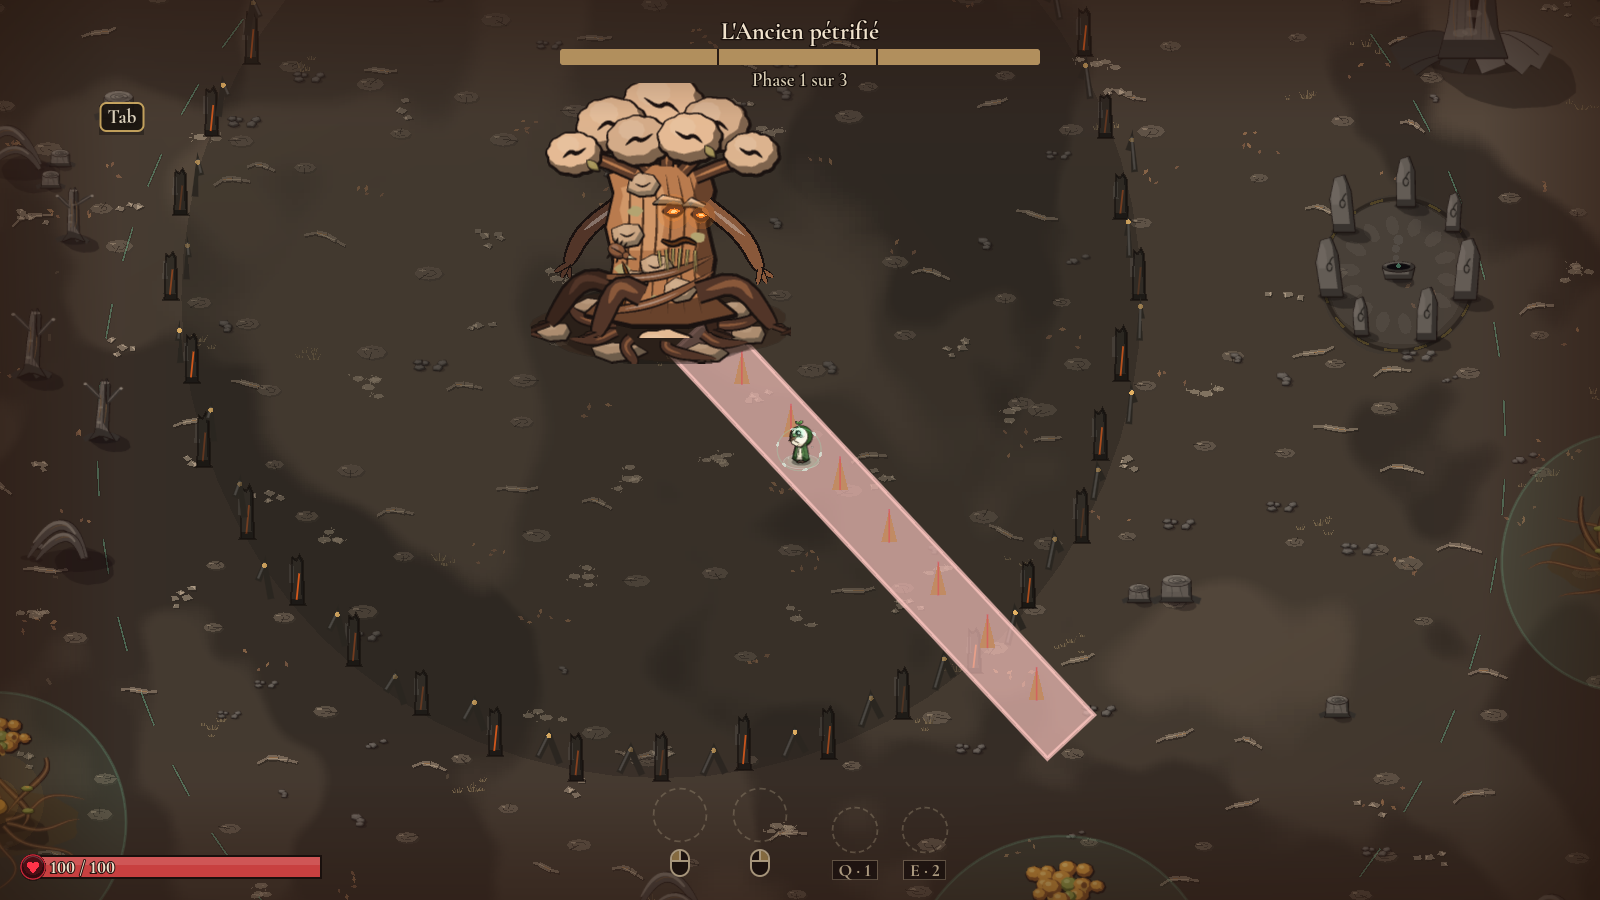 L'Ancien pétrifié
Phase 1 sur 3
Tab
100 / 100
Q · 1
E · 2